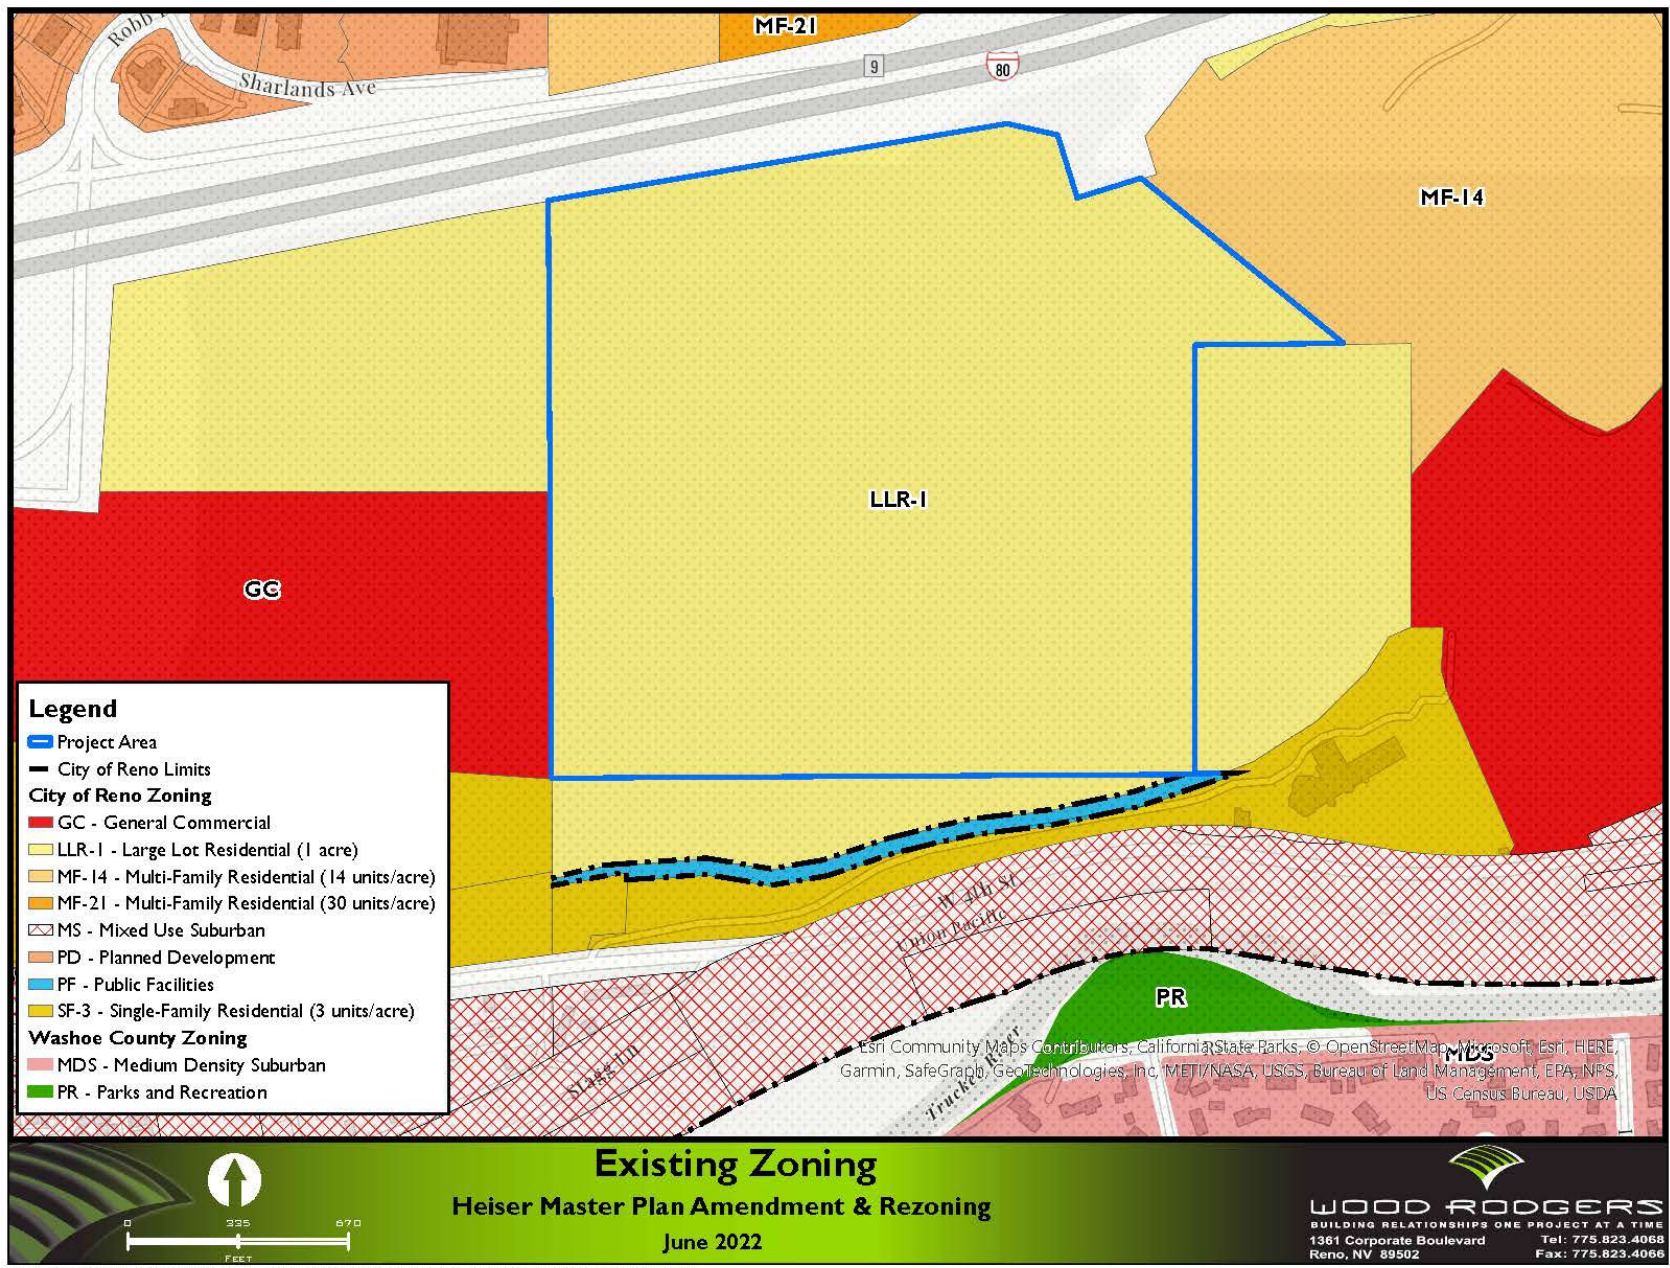 MF-21
Robb
Sharlands Ave
9
80
MF-14
LLR-1
GC
Legend
Project Area
City of Reno Limits
City of Reno Zoning
GC - General Commercial
LLR-1 - Large Lot Residential (1 acre)
MF-14 - Multi-Family Residential (14 units/acre)
MF-21 - Multi-Family Residential (30 units/acre)
MS - Mixed Use Suburban
PD - Planned Development
PF - Public Facilities
SF-3 - Single-Family Residential (3 units/acre)
Washoe County Zoning
MDS - Medium Density Suburban
PR - Parks and Recreation
W 4th St
Union Pacific
PR
Stagg Ln
Truckee River
MDS
Esri Community Maps Contributors, California State Parks, © OpenStreetMap, Microsoft, Esri, HERE,
Garmin, SafeGraph, GeoTechnologies, Inc, METI/NASA, USGS, Bureau of Land Management, EPA, NPS,
US Census Bureau, USDA
0 335 670
FEET
Existing Zoning
Heiser Master Plan Amendment & Rezoning
June 2022
WOOD RODGERS
BUILDING RELATIONSHIPS ONE PROJECT AT A TIME
1361 Corporate Boulevard Tel: 775.823.4068
Reno, NV 89502 Fax: 775.823.4066